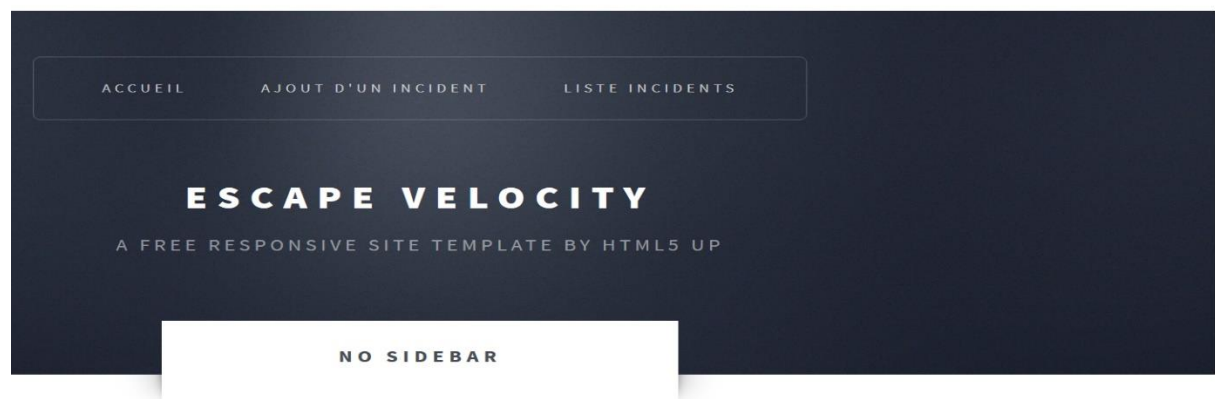 ACCUEIL AJOUT D'UN INCIDENT LISTE INCIDENTS
ESCAPE VELOCITY
A FREE RESPONSIVE SITE TEMPLATE BY HTML5 UP
NO SIDEBAR